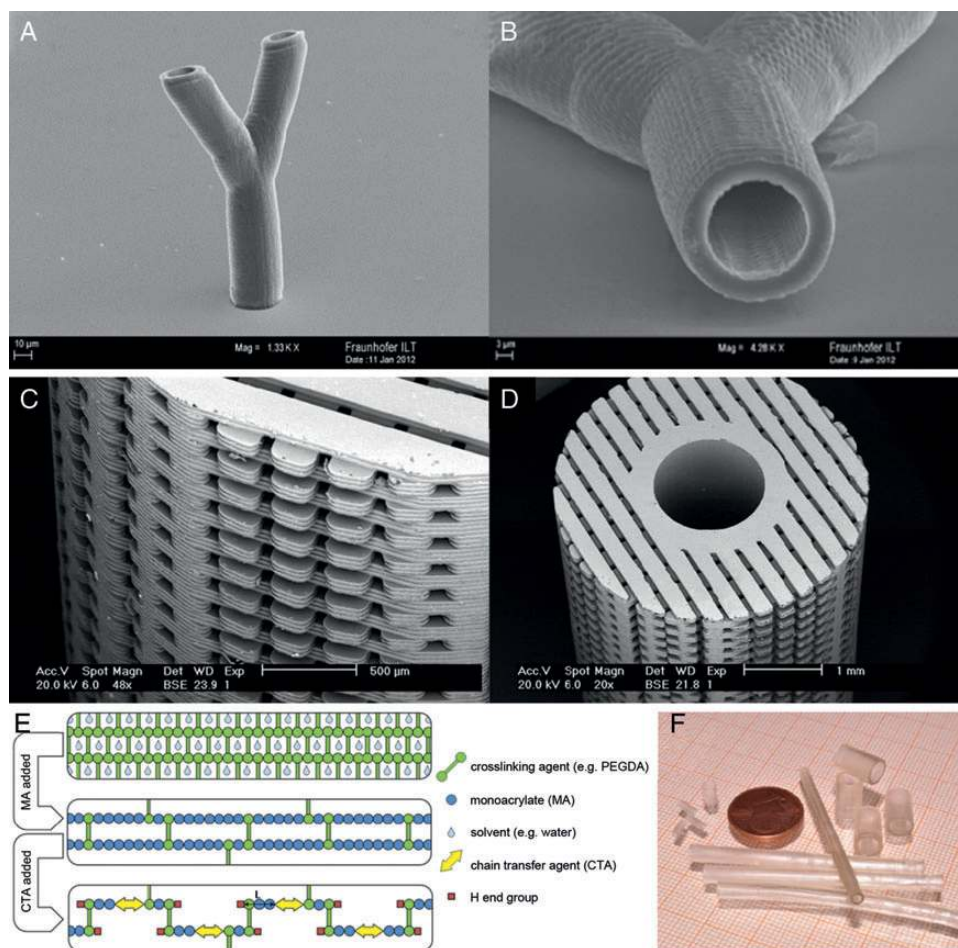 A
10 µm
Mag = 1.33 K X
Fraunhofer ILT
Date :11 Jan 2012
B
3 µm
Mag = 4.28 K X
Fraunhofer ILT
Date :9 Jan 2012
C
Acc.V Spot Magn Det WD Exp
20.0 kV 6.0 48x BSE 23.9 1
500 µm
D
Acc.V Spot Magn Det WD Exp
20.0 kV 6.0 20x BSE 21.8 1
1 mm
E
MA added
CTA added
L
crosslinking agent (e.g. PEGDA)
monoacrylate (MA)
solvent (e.g. water)
chain transfer agent (CTA)
H end group
F